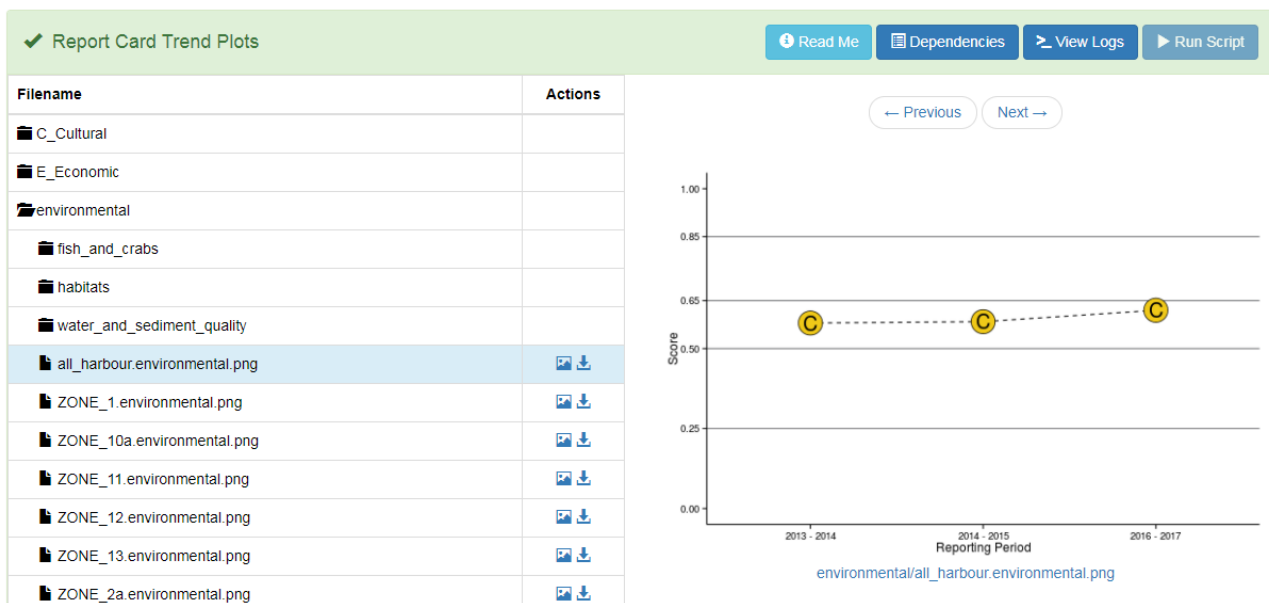 Report Card Trend Plots
Read Me
Dependencies
View Logs
Run Script
Filename Actions
C_Cultural
E_Economic
environmental
fish_and_crabs
habitats
water_and_sediment_quality
all_harbour.environmental.png
ZONE_1.environmental.png
ZONE_10a.environmental.png
ZONE_11.environmental.png
ZONE_12.environmental.png
ZONE_13.environmental.png
ZONE_2a.environmental.png
← Previous
Next →
1.00
0.85
0.65
0.50
0.25
0.00
Score
C
C
C
2013 - 2014
2014 - 2015
2016 - 2017
Reporting Period
environmental/all_harbour.environmental.png